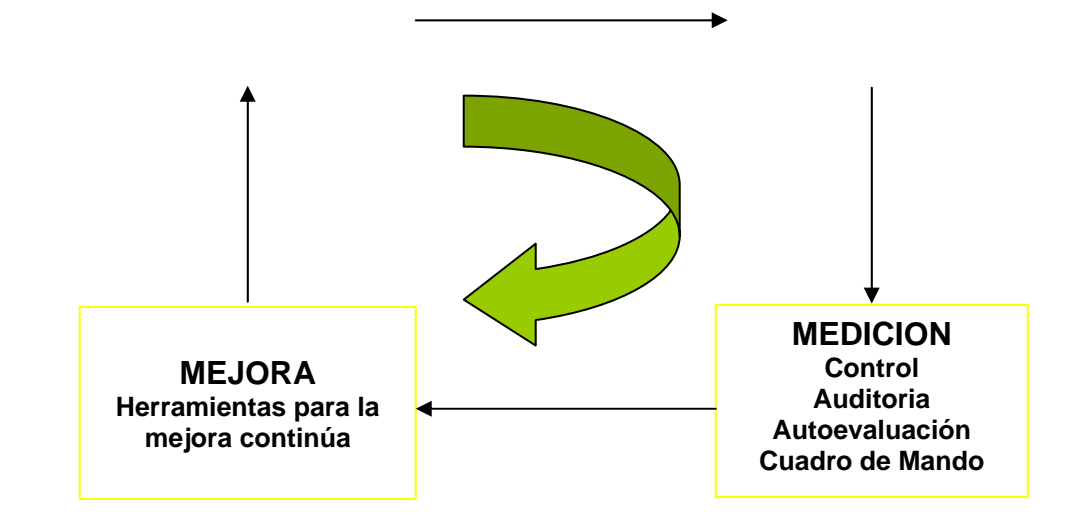 MEDICION
Control
Auditoria
Autoevaluación
Cuadro de Mando
MEJORA
Herramientas para la
mejora continúa